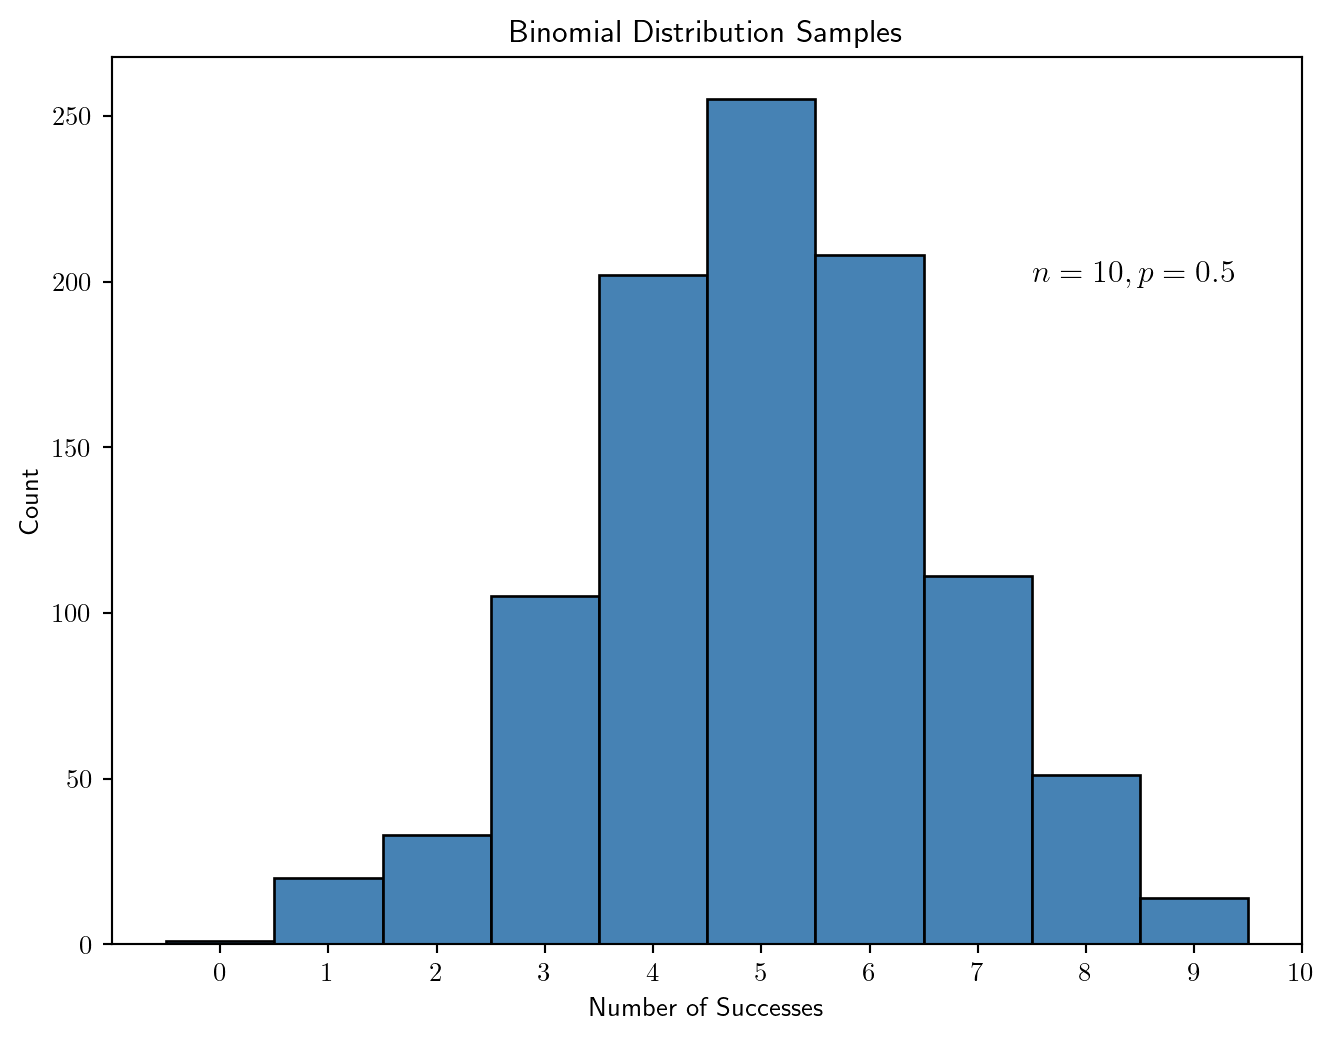 Binomial Distribution Samples
250
200
150
100
50
0
Count
n = 10, p = 0.5
0 1 2 3 4 5 6 7 8 9 10
Number of Successes